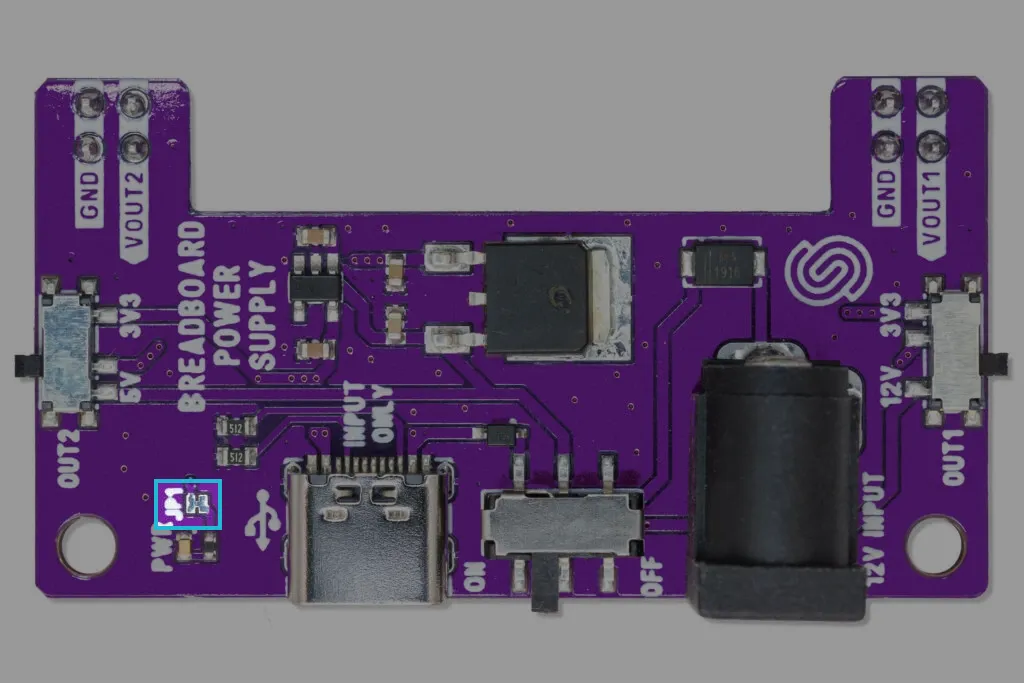 GND
VOUT2
GND
VOUT1
BREADBOARD
POWER
SUPPLY
3V3
5V
OUT2
512
512
INPUT
ONLY
JP1
PWR
ON
OFF
12V INPUT
3V3
12V
OUT1